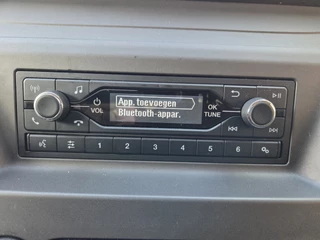 App. toevoegen
Bluetooth-appar.
VOL
OK
TUNE
1
2
3
4
5
6